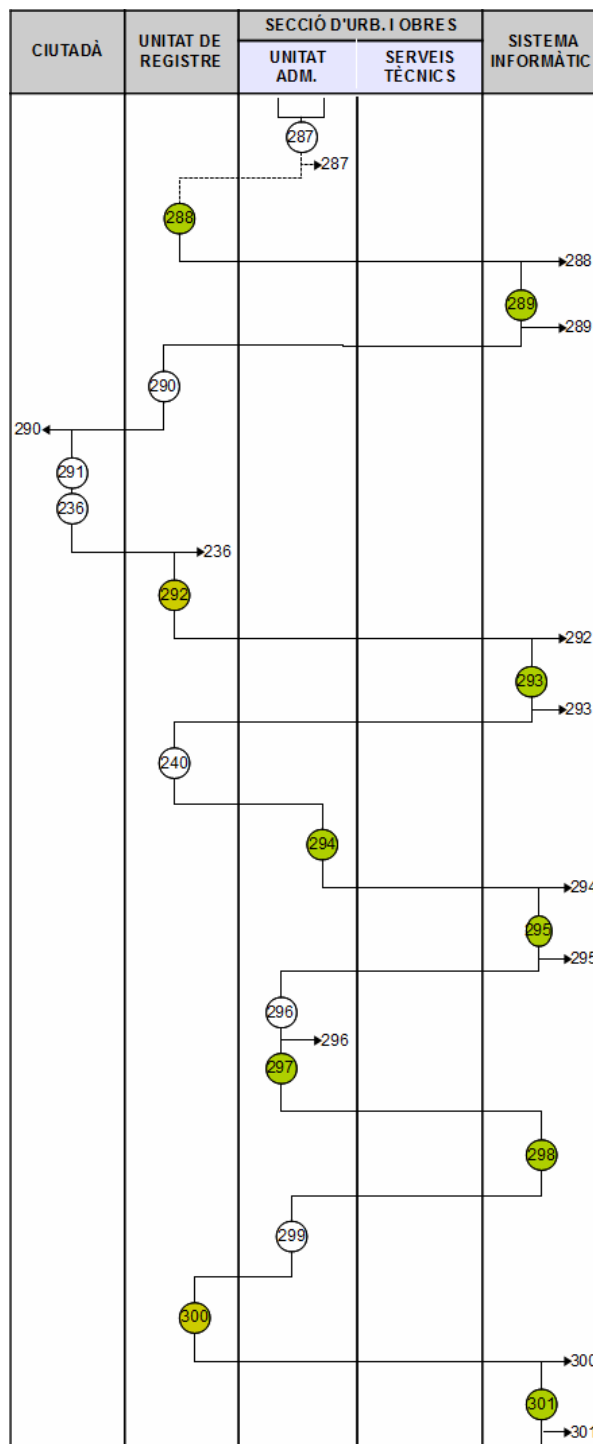 CIUTADÀ
UNITAT DE
REGISTRE
SECCIÓ D'URB. I OBRES
UNITAT
ADM.
SERVEIS
TÈCNICS
SISTEMA
INFORMÀTIC
287
287
288
288
289
289
290
290
291
236
236
292
292
293
293
240
294
294
295
295
296
296
297
298
299
300
300
301
301